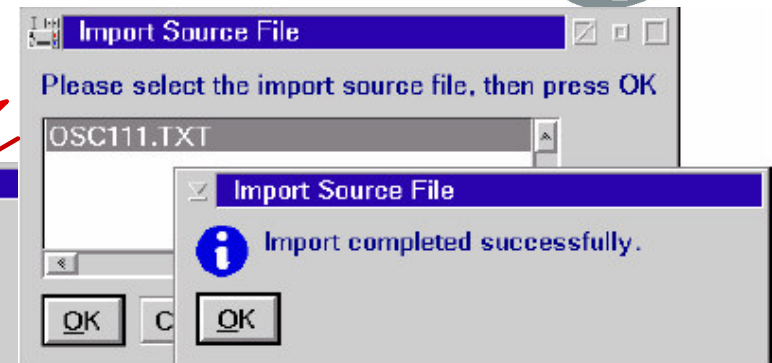 Import Source File
Please select the import source file, then press OK
OSC111.TXT
Import Source File
Import completed successfully.
OK
C
OK